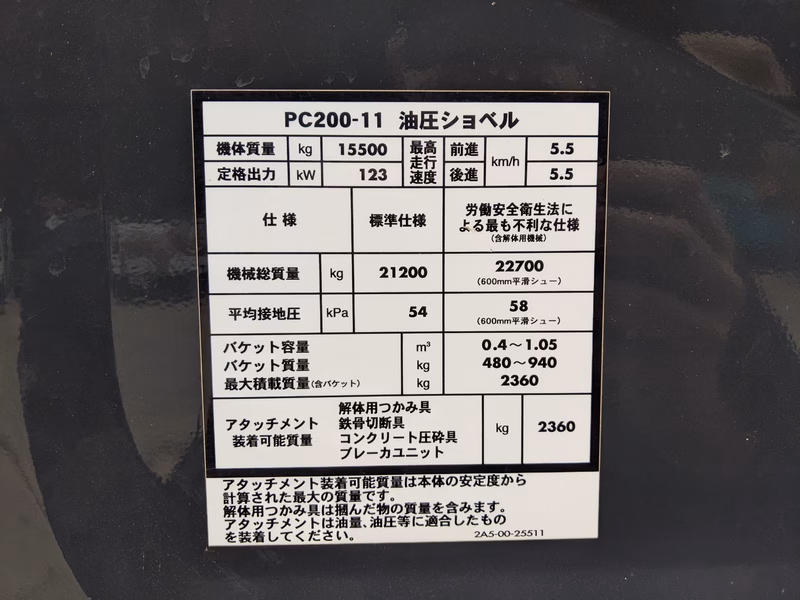 PC200-11 油圧ショベル
機体質量 kg 15500 最高走行速度 前進 km/h 5.5
定格出力 kW 123 後進 5.5
仕様 標準仕様 労働安全衛生法に
よる最も不利な仕様
(含解体用機械)
機械総質量 kg 21200 22700
(600mm平滑シュー)
平均接地圧 kPa 54 58
(600mm平滑シュー)
バケット容量 m³ 0.4～1.05
バケット質量 kg 480～940
最大積載質量(含バケット) kg 2360
アタッチメント
装着可能質量
解体用つかみ具
鉄骨切断具
コンクリート圧砕具
ブレーカユニット
kg 2360
アタッチメント装着可能質量は本体の安定度から
計算された最大の質量です。
解体用つかみ具は掴んだ物の質量を含みます。
アタッチメントは油量、油圧等に適合したもの
を装着してください。
2A5-00-25511